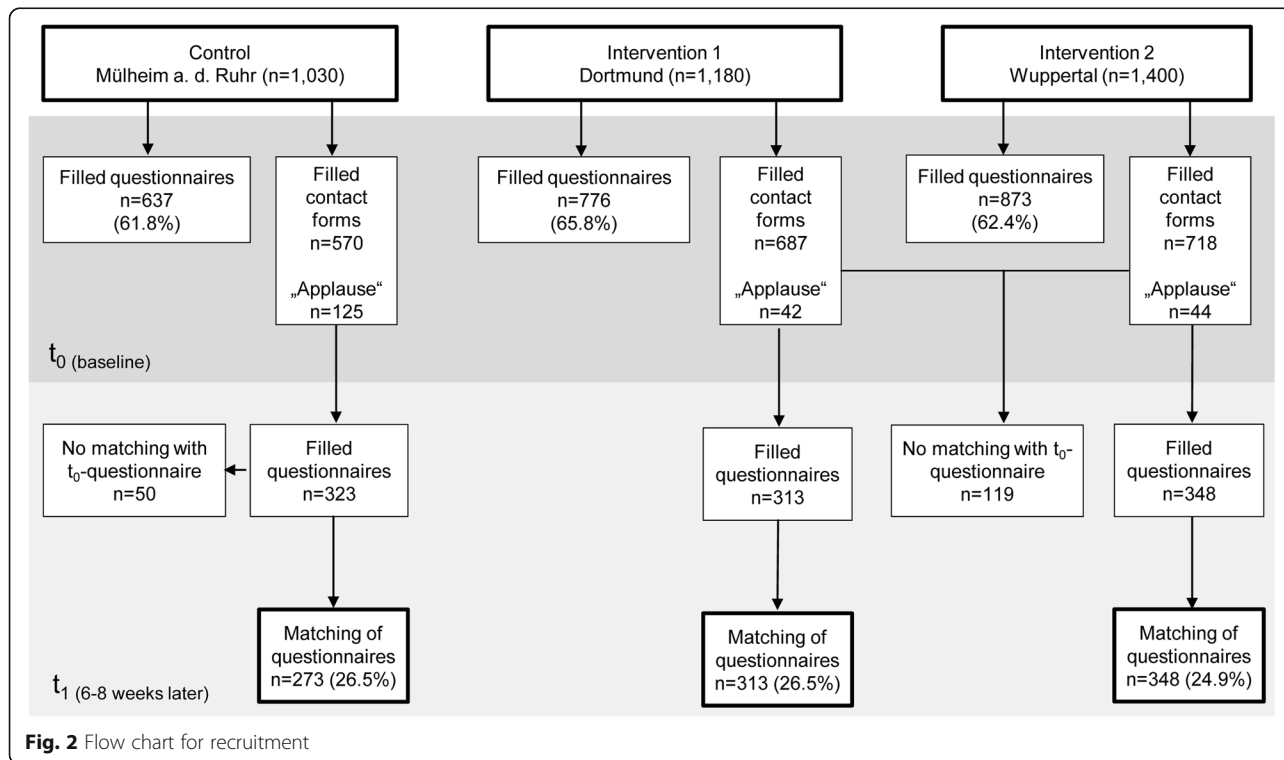 Control
Mülheim a. d. Ruhr (n=1,030)
Intervention 1
Dortmund (n=1,180)
Intervention 2
Wuppertal (n=1,400)
Filled questionnaires
n=637
(61.8%)
Filled
contact
forms
n=570
„Applause“
n=125
Filled questionnaires
n=776
(65.8%)
Filled
contact
forms
n=687
„Applause“
n=42
Filled questionnaires
n=873
(62.4%)
Filled
contact
forms
n=718
„Applause“
n=44
t0 (baseline)
No matching with
t0-questionnaire
n=50
Filled
questionnaires
n=323
Filled
questionnaires
n=313
No matching with t0-
questionnaire
n=119
Filled
questionnaires
n=348
Matching of
questionnaires
n=273 (26.5%)
Matching of
questionnaires
n=313 (26.5%)
Matching of
questionnaires
n=348 (24.9%)
t1 (6-8 weeks later)
Fig. 2 Flow chart for recruitment